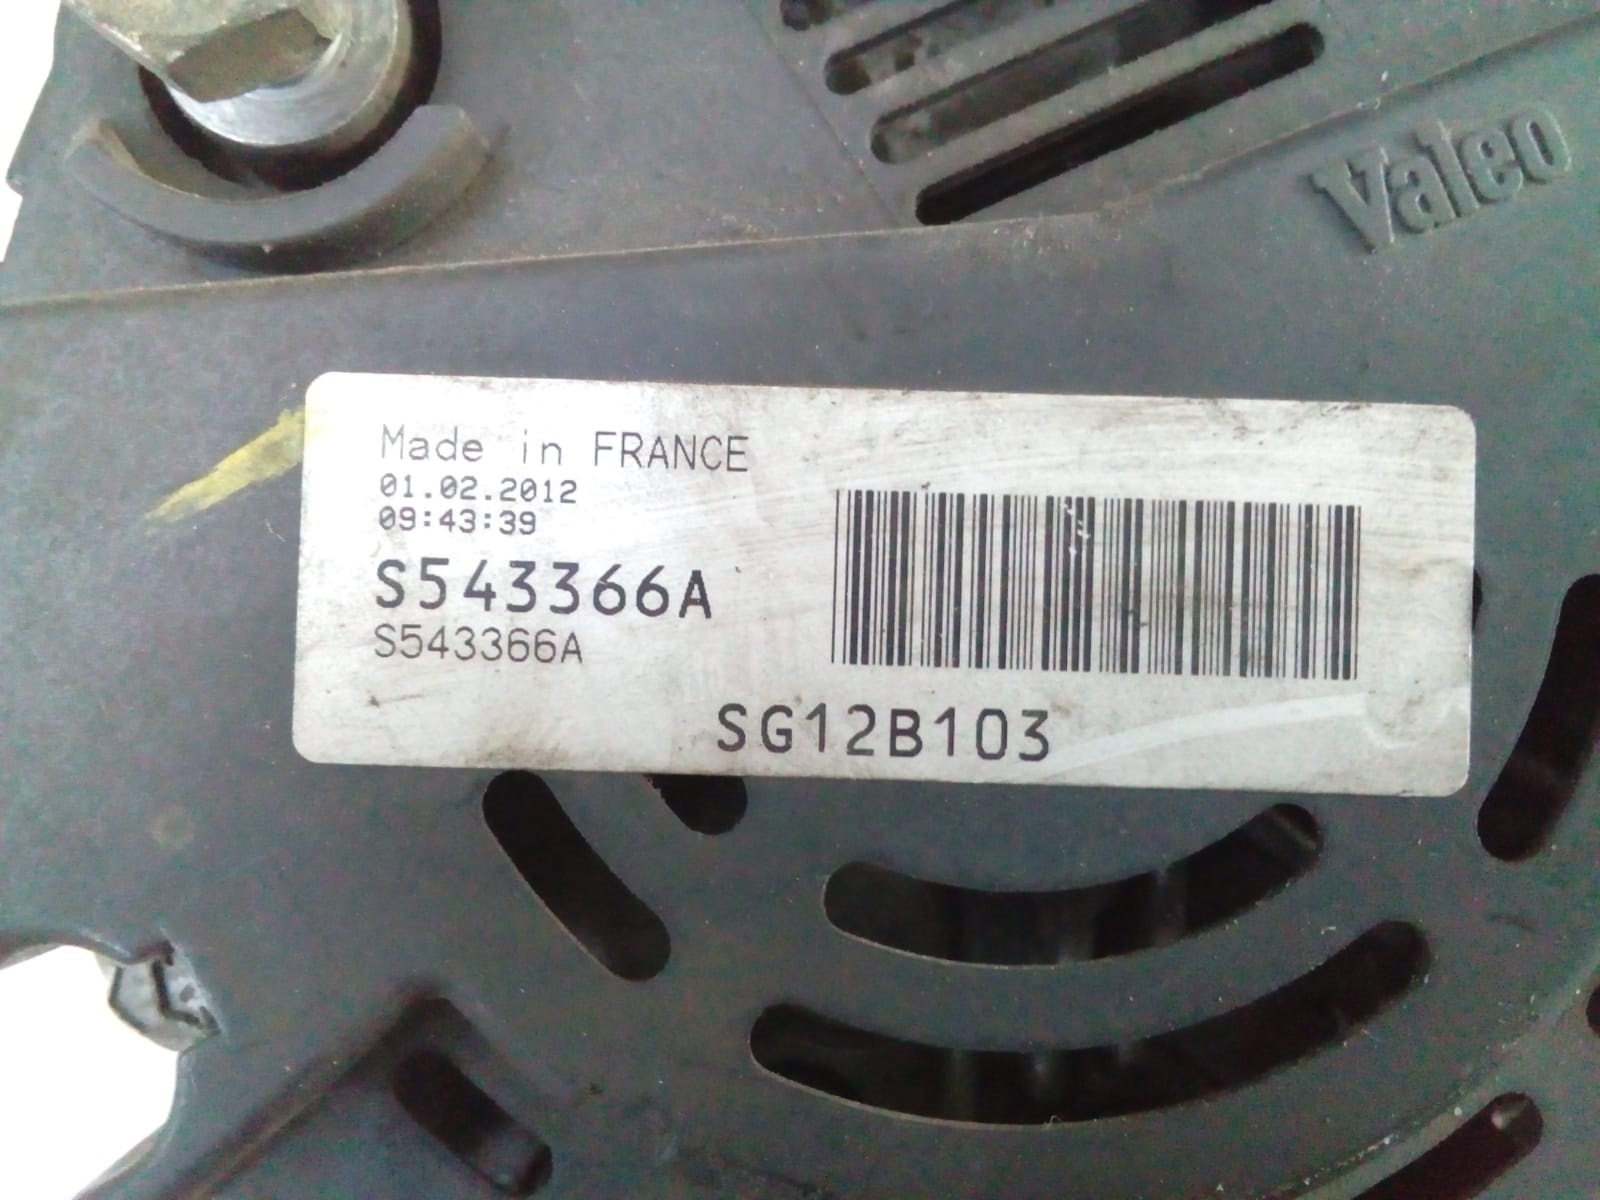 Valeo
Made in FRANCE
01.02.2012
09:43:39
S543366A
S543366A
SG12B103